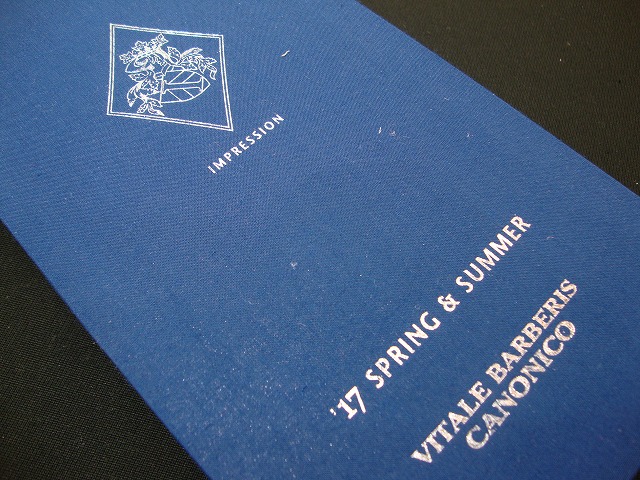 IMPRESSION
'17 SPRING & SUMMER
VITALE BARBERIS
CANONICO